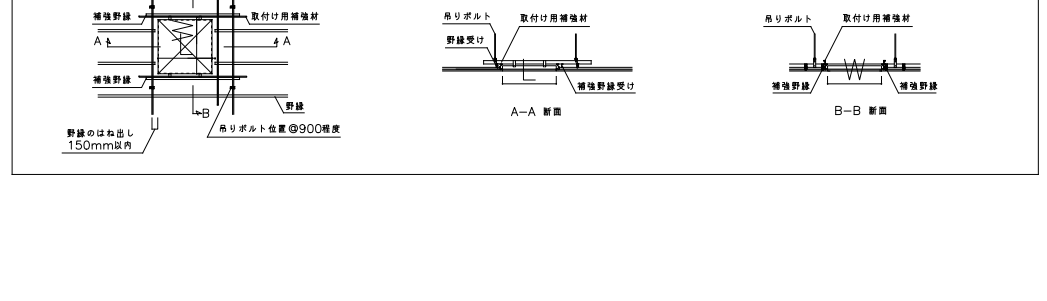 補強野縁
取付け用補強材
A
A
補強野縁
野縁
B
吊りボルト位置@900程度
野縁のはね出し
150mm以内
吊りボルト
取付け用補強材
野縁受け
補強野縁受け
A-A 断面
吊りボルト
取付け用補強材
補強野縁
補強野縁
B-B 断面